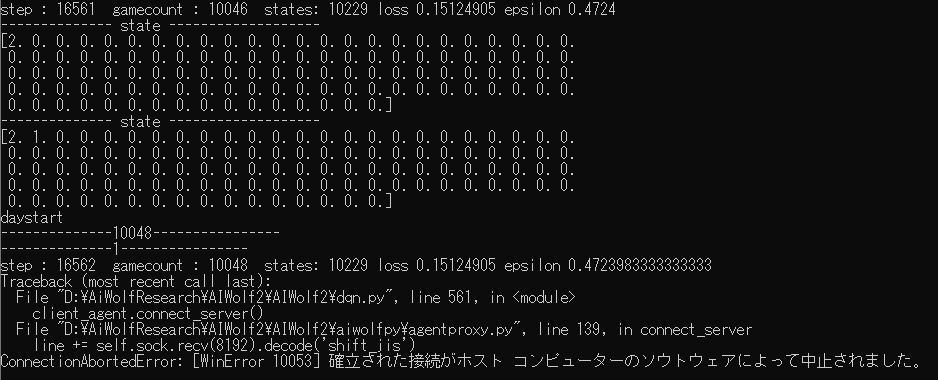 step : 16561  gamecount : 10046  states: 10229 loss 0.15124905 epsilon 0.4724
-------------- state -------------------
[2. 0. 0. 0. 0. 0. 0. 0. 0. 0. 0. 0. 0. 0. 0. 0. 0. 0. 0. 0. 0. 0. 0. 0.
0. 0. 0. 0. 0. 0. 0. 0. 0. 0. 0. 0. 0. 0. 0. 0. 0. 0. 0. 0. 0. 0. 0. 0.
0. 0. 0. 0. 0. 0. 0. 0. 0. 0. 0. 0. 0. 0. 0. 0. 0. 0. 0. 0. 0. 0. 0. 0.
0. 0. 0. 0. 0. 0. 0. 0. 0. 0. 0. 0. 0. 0. 0. 0. 0. 0. 0. 0. 0. 0. 0. 0.
0. 0. 0. 0. 0. 0. 0. 0. 0. 0. 0. 0. 0. 0. 0. 0.]
-------------- state -------------------
[2. 1. 0. 0. 0. 0. 0. 0. 0. 0. 0. 0. 0. 0. 0. 0. 0. 0. 0. 0. 0. 0. 0. 0.
0. 0. 0. 0. 0. 0. 0. 0. 0. 0. 0. 0. 0. 0. 0. 0. 0. 0. 0. 0. 0. 0. 0. 0.
0. 0. 0. 0. 0. 0. 0. 0. 0. 0. 0. 0. 0. 0. 0. 0. 0. 0. 0. 0. 0. 0. 0. 0.
0. 0. 0. 0. 0. 0. 0. 0. 0. 0. 0. 0. 0. 0. 0. 0. 0. 0. 0. 0. 0. 0. 0. 0.
0. 0. 0. 0. 0. 0. 0. 0. 0. 0. 0. 0. 0. 0. 0. 0.]
daystart
--------------10048----------------
--------------1----------------
step : 16562  gamecount : 10048  states: 10229 loss 0.15124905 epsilon 0.4723983333333333
Traceback (most recent call last):
File "D:¥AiWolfResearch¥AIWolf2¥AIWolf2¥dqn.py", line 561, in <module>
client_agent.connect_server()
File "D:¥AiWolfResearch¥AIWolf2¥AIWolf2¥aiwolfpy¥agentproxy.py", line 139, in connect_server
line += self.sock.recv(8192).decode('shift_jis')
ConnectionAbortedError: [WinError 10053] 確立された接続がホスト コンピューターのソウトウェアによって中止されました。